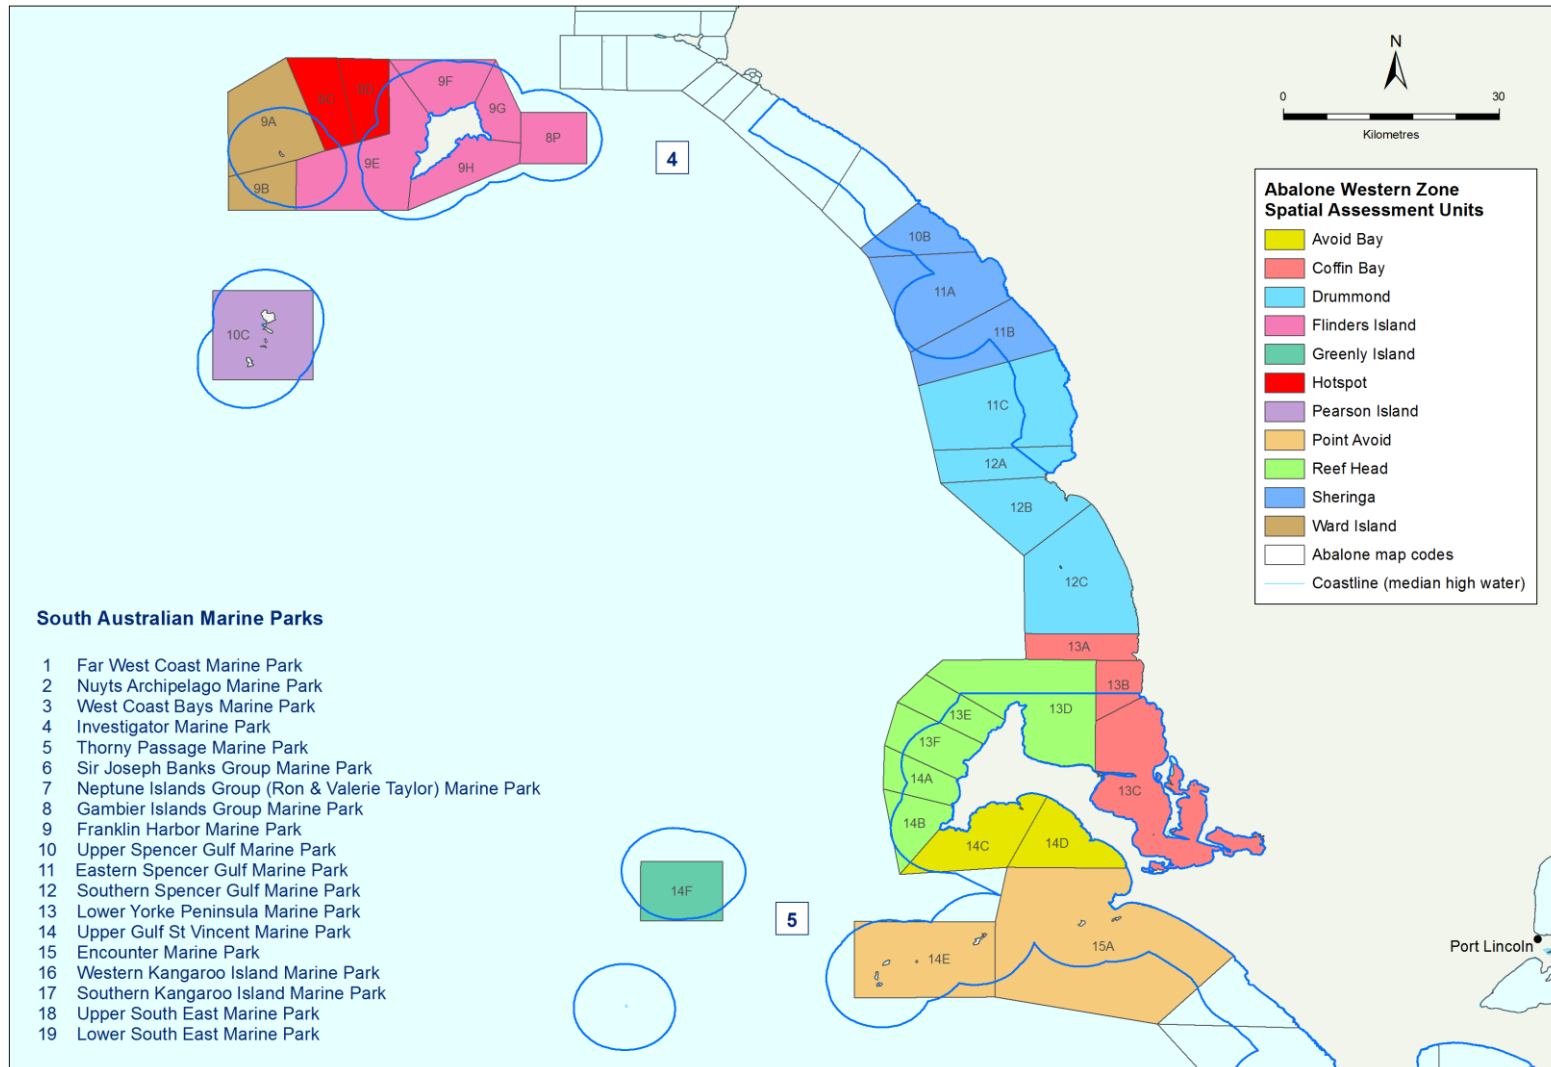 N
0 30
Kilometres
Abalone Western Zone
Spatial Assessment Units
Avoid Bay
Coffin Bay
Drummond
Flinders Island
Greenly Island
Hotspot
Pearson Island
Point Avoid
Reef Head
Sheringa
Ward Island
Abalone map codes
Coastline (median high water)
9A
9B
9C
9D
9E
9F
9G
9H
8P
4
10C
10B
11A
11B
11C
12A
12B
12C
13A
13B
13C
13D
13E
13F
14A
14B
14C
14D
14F
5
14E
15A
Port Lincoln
South Australian Marine Parks
1 Far West Coast Marine Park
2 Nuyts Archipelago Marine Park
3 West Coast Bays Marine Park
4 Investigator Marine Park
5 Thorny Passage Marine Park
6 Sir Joseph Banks Group Marine Park
7 Neptune Islands Group (Ron & Valerie Taylor) Marine Park
8 Gambier Islands Group Marine Park
9 Franklin Harbor Marine Park
10 Upper Spencer Gulf Marine Park
11 Eastern Spencer Gulf Marine Park
12 Southern Spencer Gulf Marine Park
13 Lower Yorke Peninsula Marine Park
14 Upper Gulf St Vincent Marine Park
15 Encounter Marine Park
16 Western Kangaroo Island Marine Park
17 Southern Kangaroo Island Marine Park
18 Upper South East Marine Park
19 Lower South East Marine Park